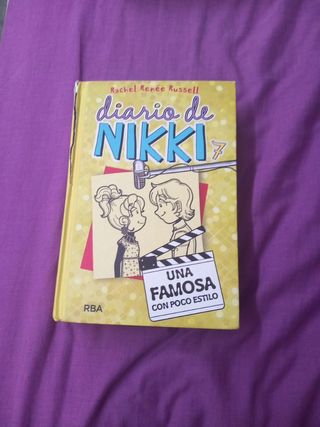 Rachel Renée Russell
diario de
NIKKI 7
UNA
FAMOSA
CON POCO ESTILO
RBA